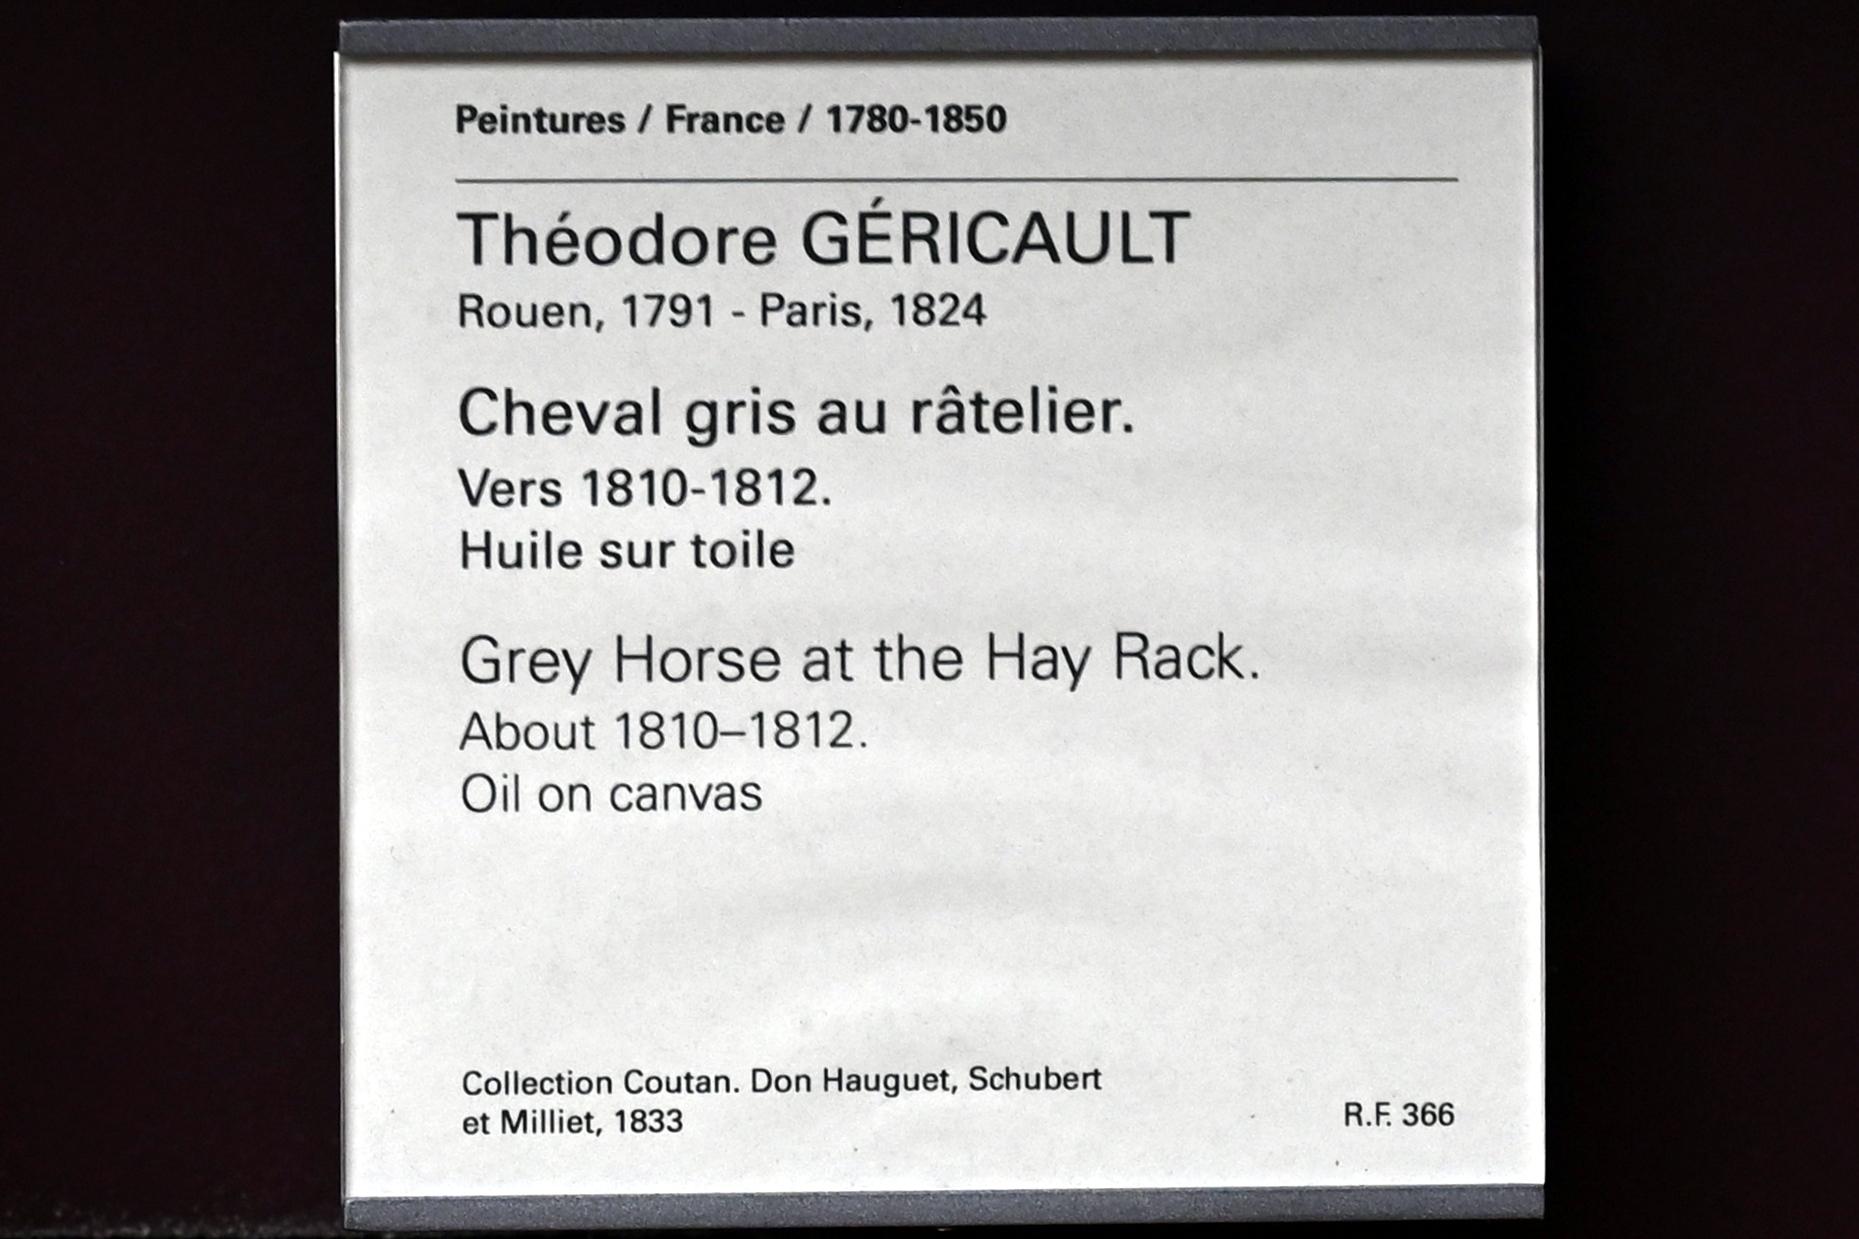 Peintures / France / 1780-1850
Théodore GÉRICAULT
Rouen, 1791 - Paris, 1824
Cheval gris au râtelier.
Vers 1810-1812.
Huile sur toile
Grey Horse at the Hay Rack.
About 1810–1812.
Oil on canvas
Collection Coutan. Don Hauguet, Schubert
et Milliet, 1833
R.F. 366